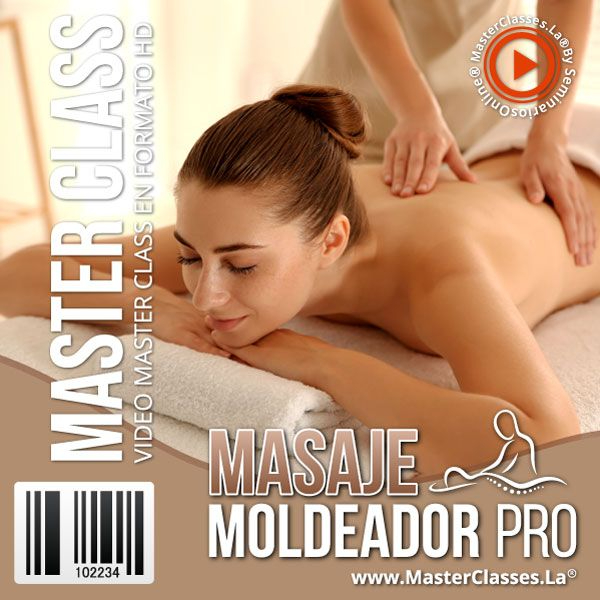 MASTER CLASS
VIDEO MASTER CLASS EN FORMATO HD
MasterClasses.La® By SeminariosOnline®
MASAJE
MOLDEADOR PRO
102234
www.MasterClasses.La®